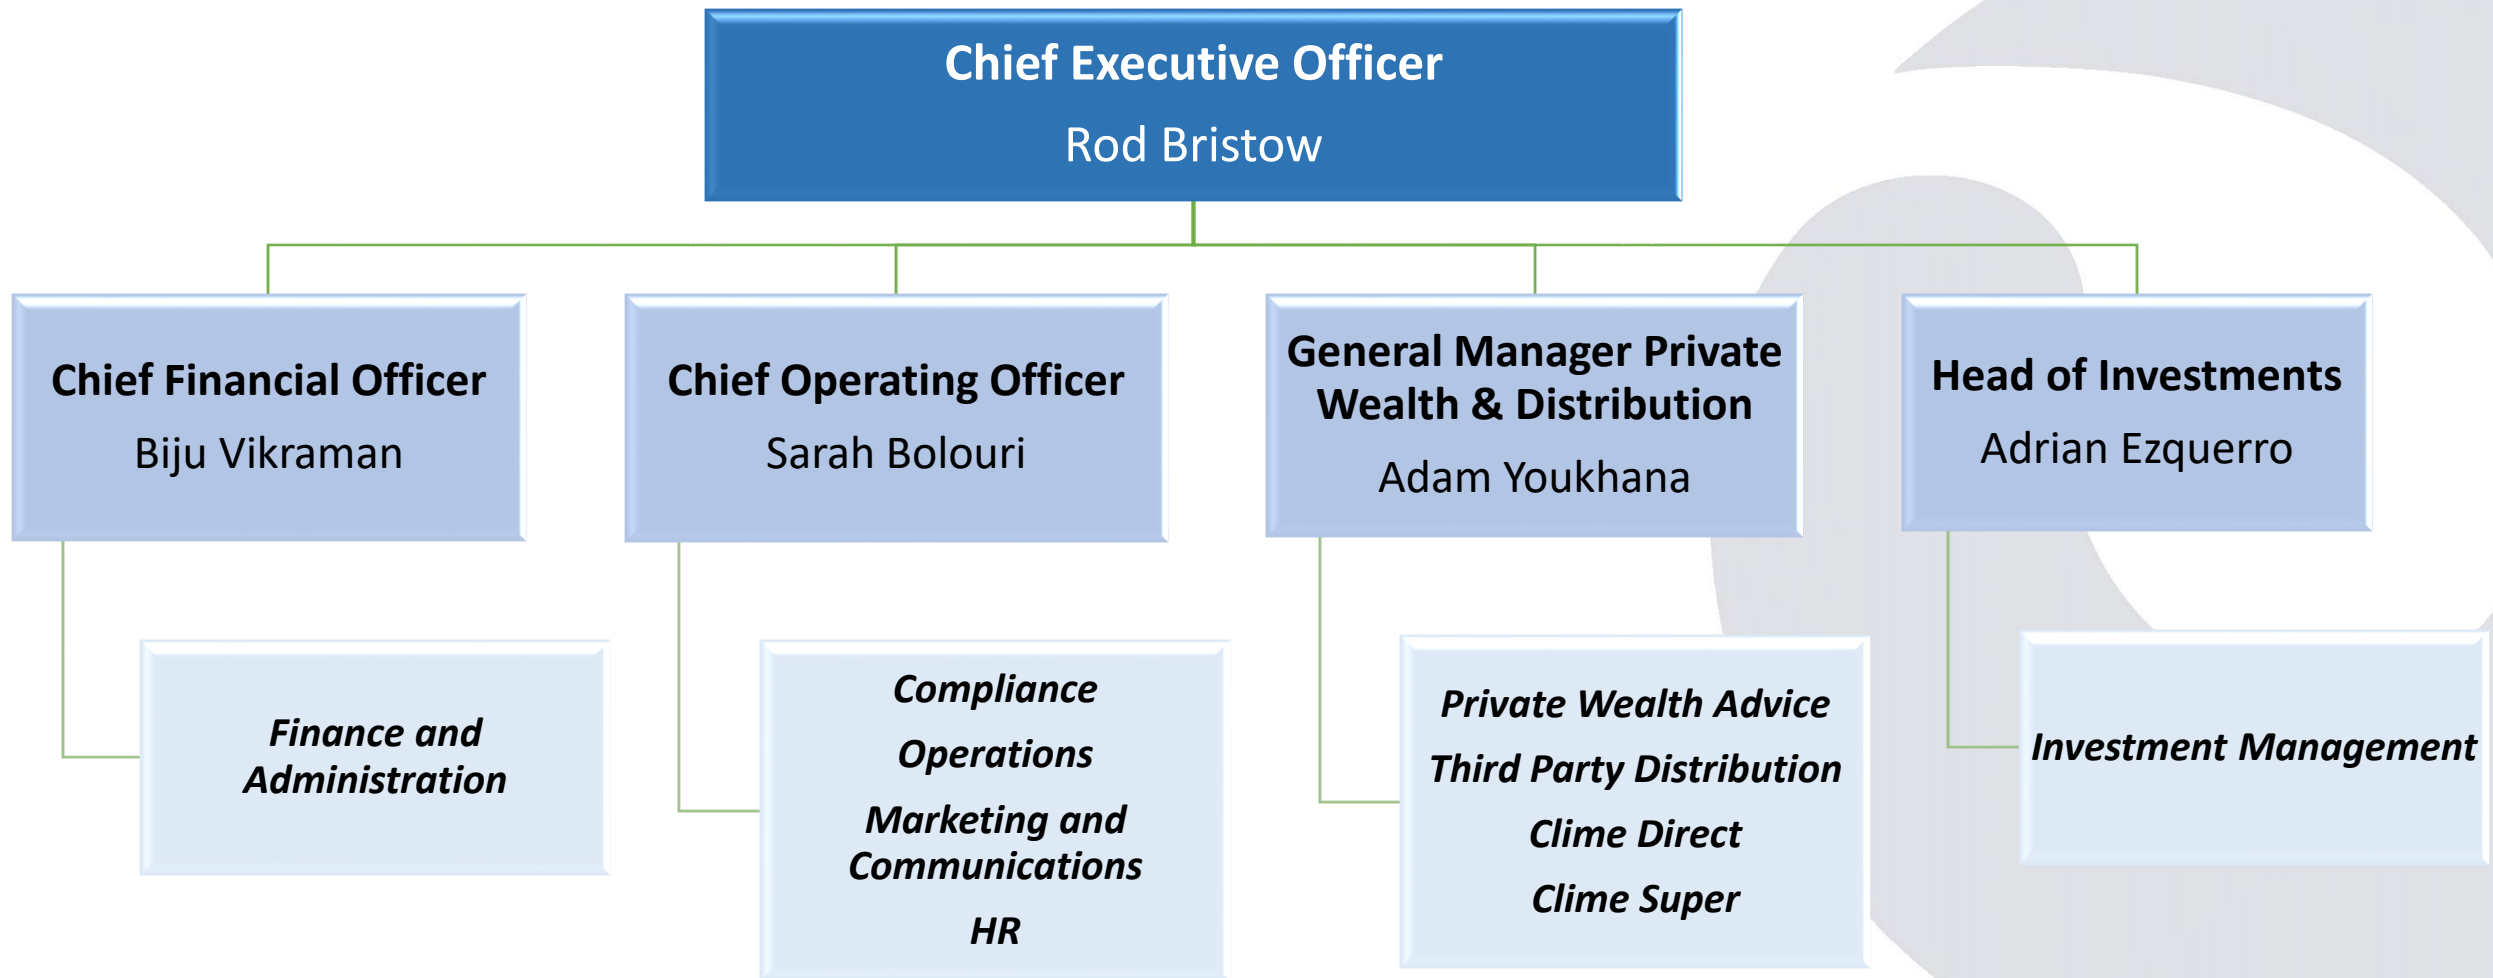 Chief Executive Officer
Rod Bristow
Chief Financial Officer
Biju Vikraman
Chief Operating Officer
Sarah Bolouri
General Manager Private
Wealth & Distribution
Adam Youkhana
Head of Investments
Adrian Ezquerro
Finance and
Administration
Compliance
Operations
Marketing and
Communications
HR
Private Wealth Advice
Third Party Distribution
Clime Direct
Clime Super
Investment Management